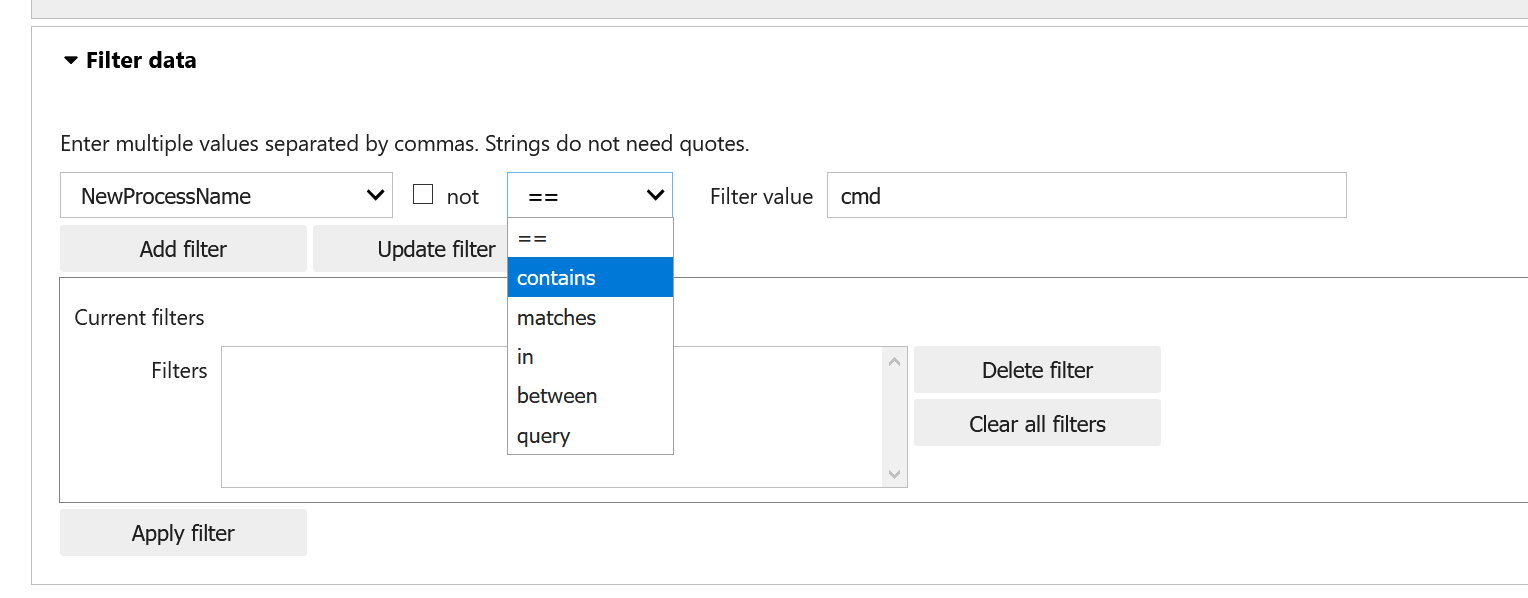 Filter data
Enter multiple values separated by commas. Strings do not need quotes.
NewProcessName not == Filter value cmd
Add filter Update filter ==
contains
Current filters matches
in
Filters Delete filter
between
Clear all filters
query
Apply filter